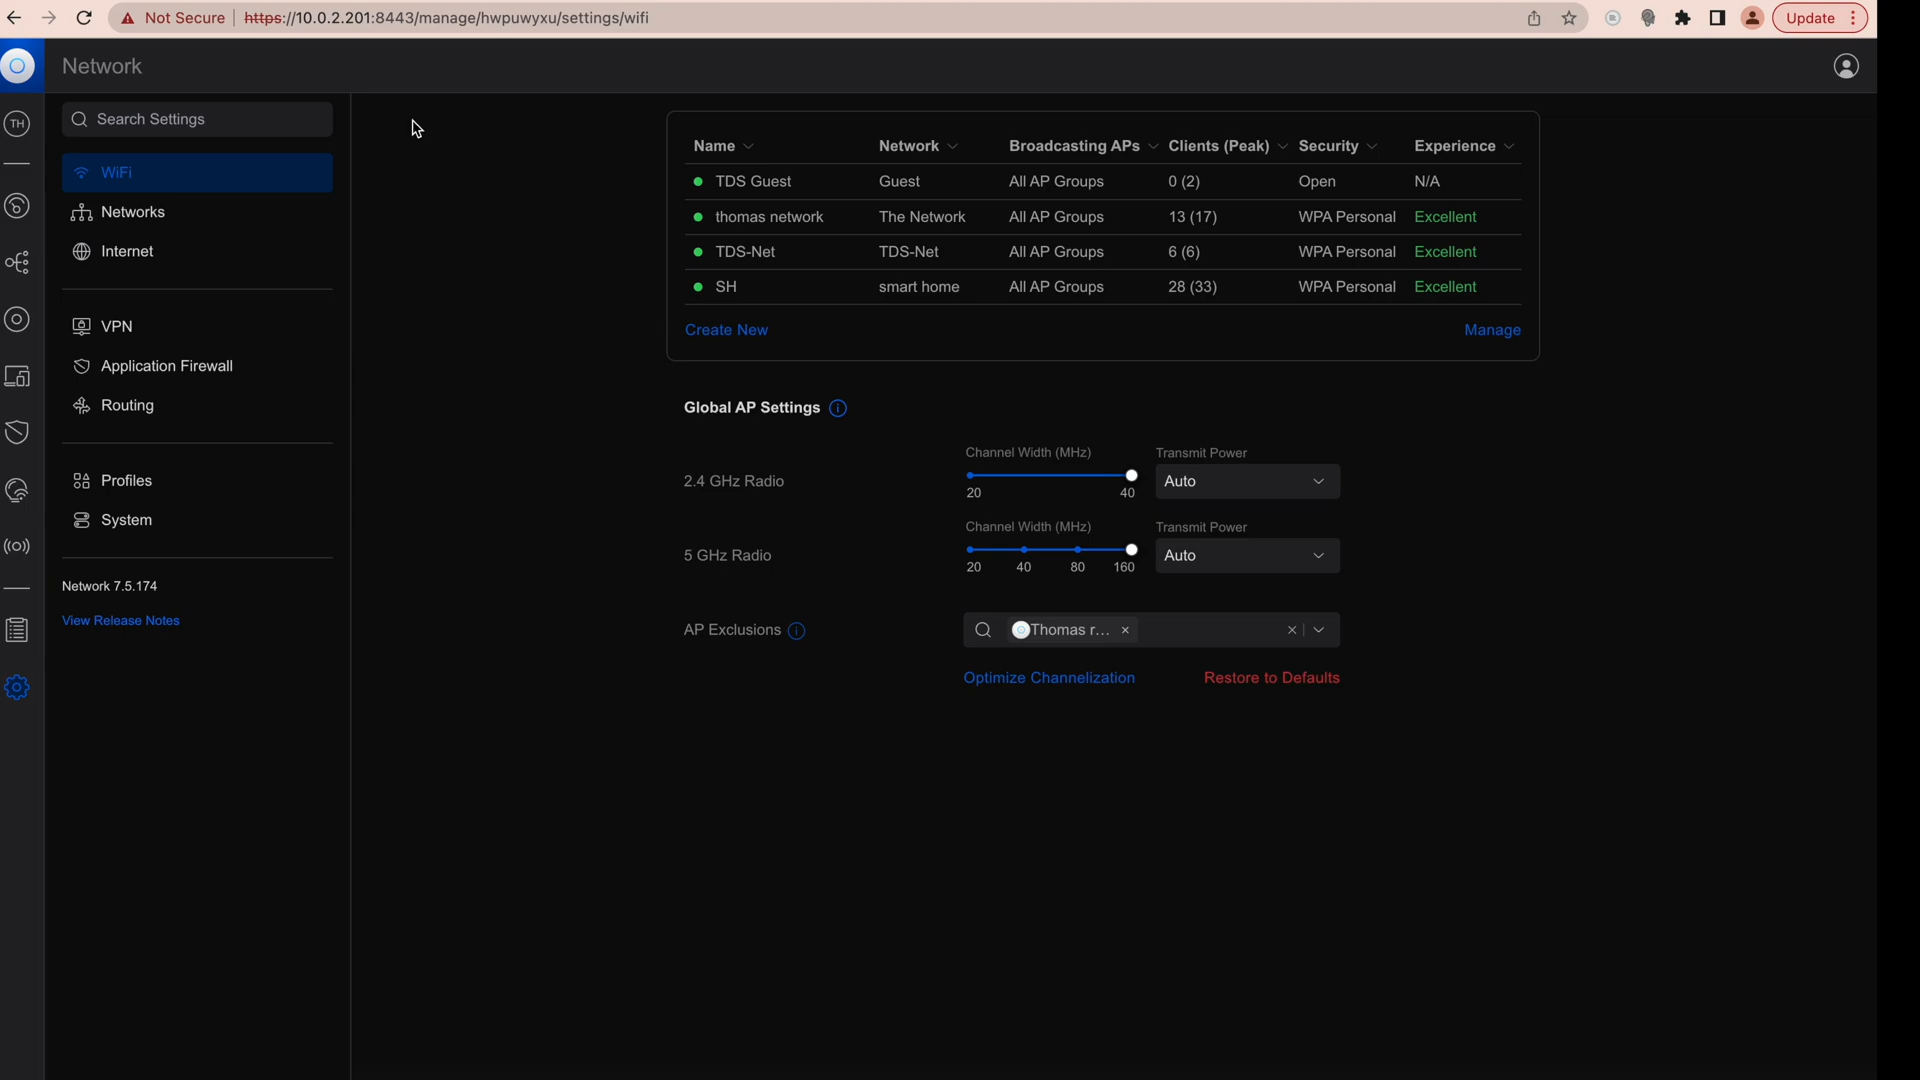 Not Secure https://10.0.2.201:8443/manage/hwpuwyxu/settings/wifi Update
Network
TH
Search Settings
WiFi
Networks
Internet
VPN
Application Firewall
Routing
Profiles
System
Network 7.5.174
View Release Notes
Name Network Broadcasting APs Clients (Peak) Security Experience
TDS Guest Guest All AP Groups 0 (2) Open N/A
thomas network The Network All AP Groups 13 (17) WPA Personal Excellent
TDS-Net TDS-Net All AP Groups 6 (6) WPA Personal Excellent
SH smart home All AP Groups 28 (33) WPA Personal Excellent
Create New Manage
Global AP Settings
Channel Width (MHz) Transmit Power
2.4 GHz Radio Auto
20 40
Channel Width (MHz) Transmit Power
5 GHz Radio Auto
20 40 80 160
AP Exclusions Thomas r...
Optimize Channelization Restore to Defaults